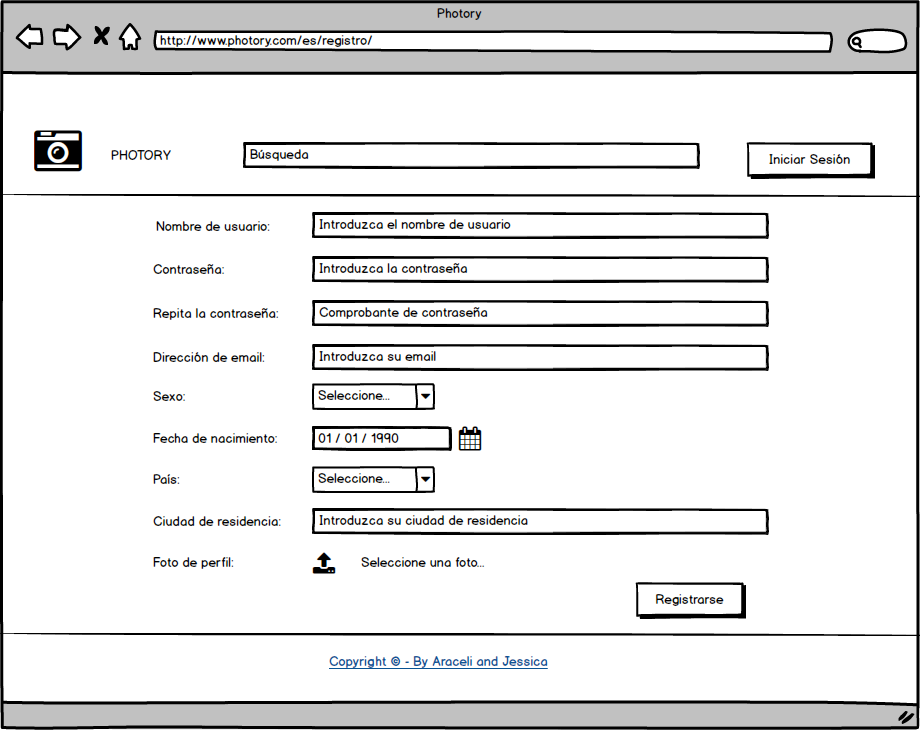 Photory
http://www.photory.com/es/registro/
PHOTORY
Búsqueda
Iniciar Sesión
Nombre de usuario:
Introduzca el nombre de usuario
Contraseña:
Introduzca la contraseña
Repita la contraseña:
Comprobante de contraseña
Dirección de email:
Introduzca su email
Sexo:
Seleccione...
Fecha de nacimiento:
01 / 01 / 1990
País:
Seleccione...
Ciudad de residencia:
Introduzca su ciudad de residencia
Foto de perfil:
Seleccione una foto...
Registrarse
Copyright © - By Araceli and Jessica